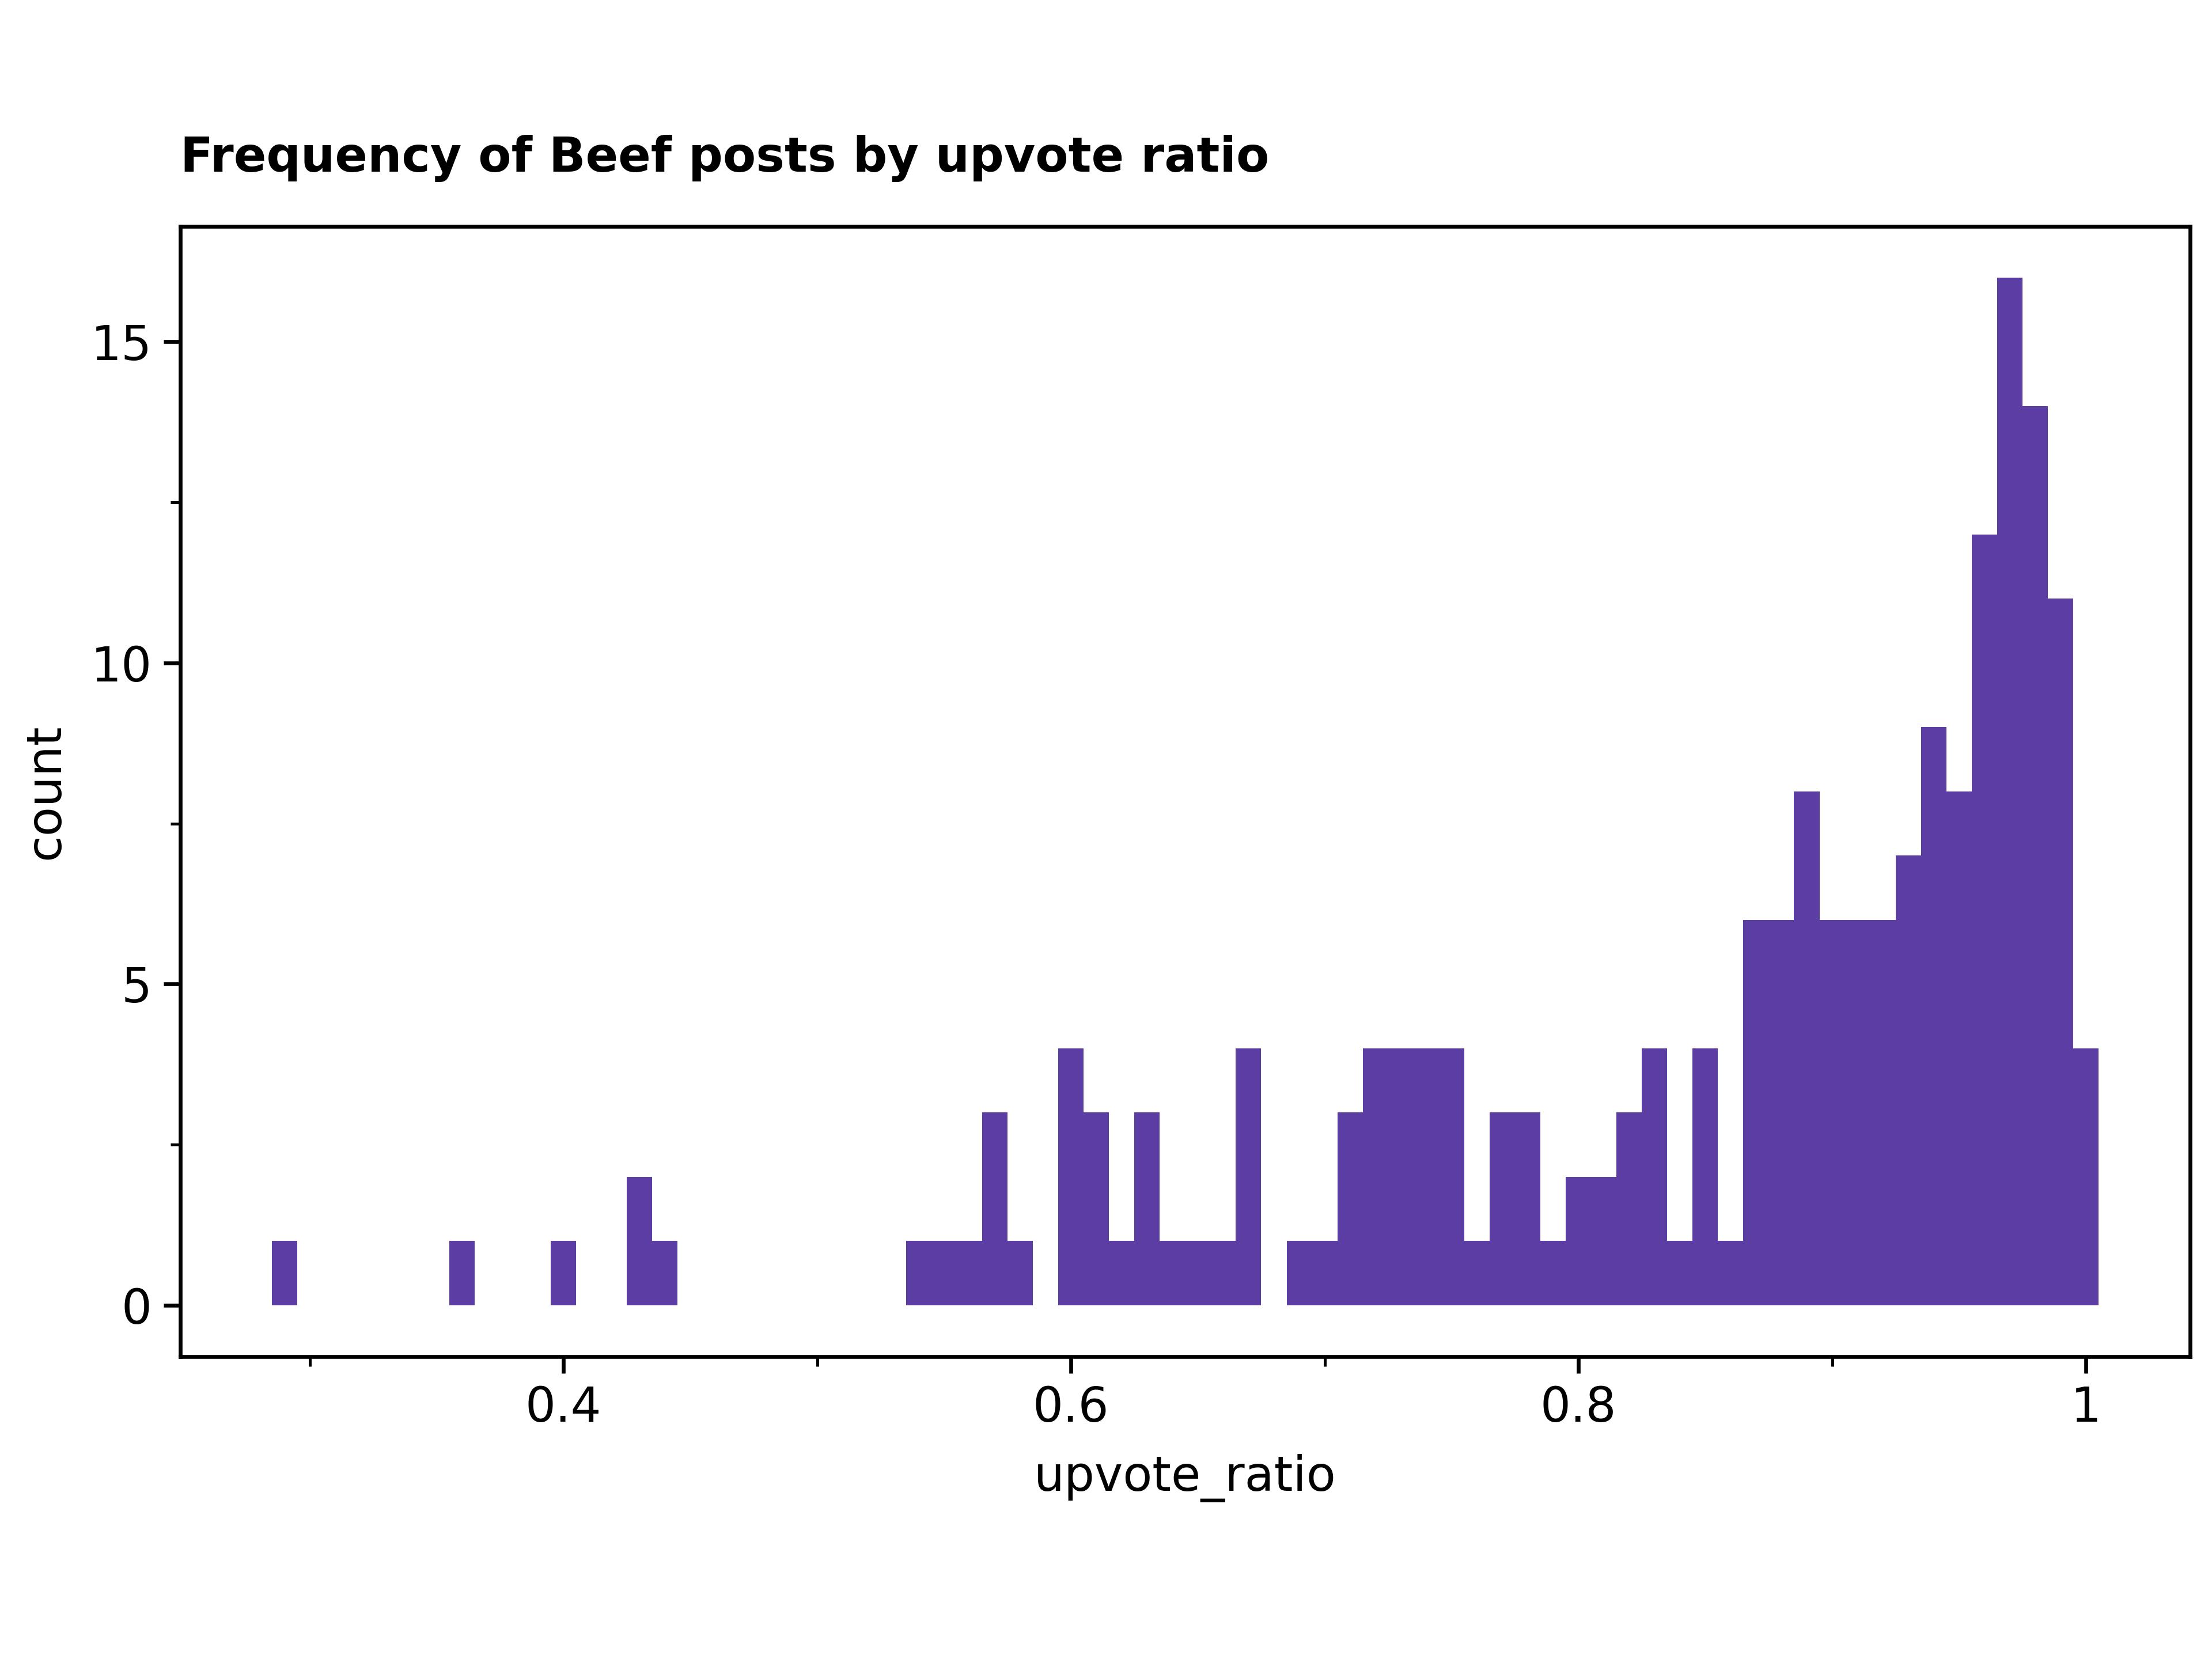 Frequency of Beef posts by upvote ratio
15
10
5
0
count
0.4 0.6 0.8 1
upvote_ratio